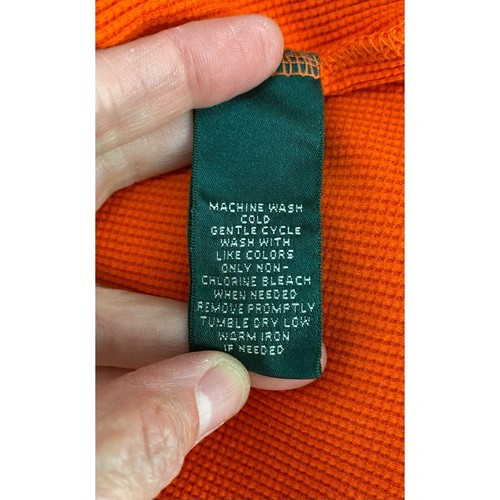 MACHINE WASH
COLD
GENTLE CYCLE
WASH WITH
LIKE COLORS
ONLY NON-
CHLORINE BLEACH
WHEN NEEDED
REMOVE PROMPTLY
TUMBLE DRY LOW
WARM IRON
IF NEEDED